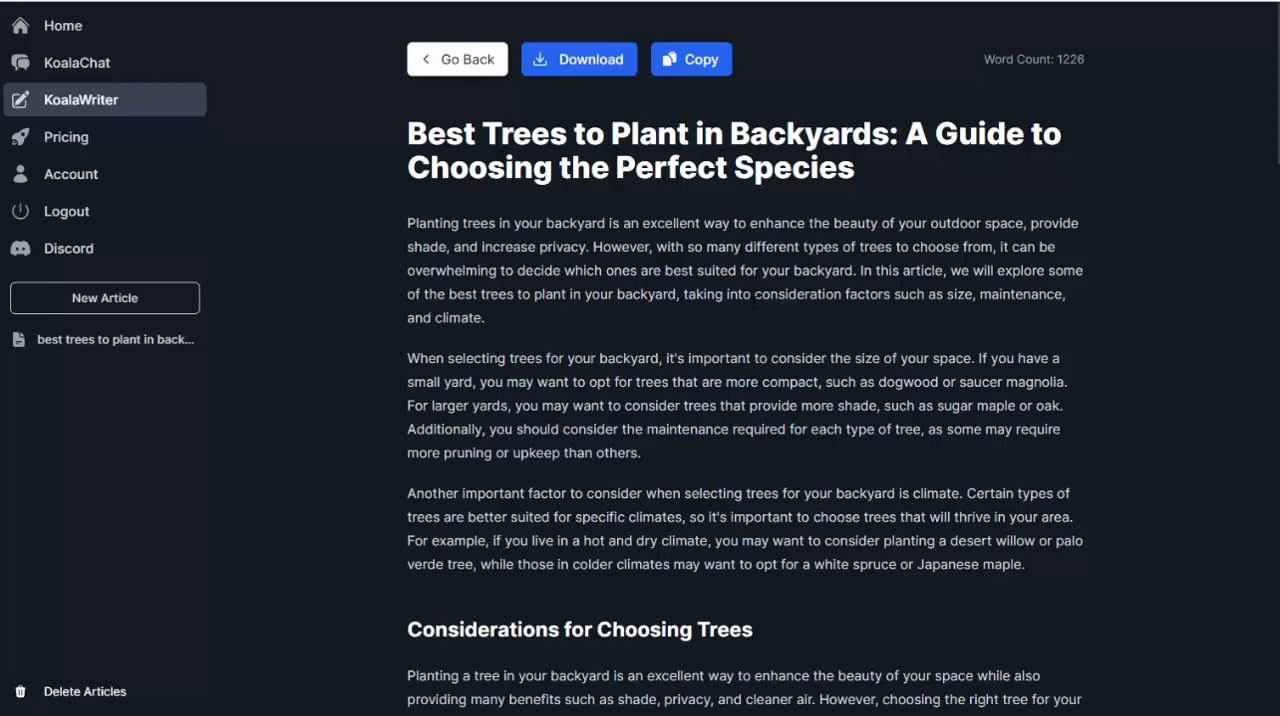 Home
KoalaChat
KoalaWriter
Pricing
Account
Logout
Discord
New Article
best trees to plant in back...
Delete Articles
Go Back
Download
Copy
Word Count: 1226
Best Trees to Plant in Backyards: A Guide to
Choosing the Perfect Species
Planting trees in your backyard is an excellent way to enhance the beauty of your outdoor space, provide
shade, and increase privacy. However, with so many different types of trees to choose from, it can be
overwhelming to decide which ones are best suited for your backyard. In this article, we will explore some
of the best trees to plant in your backyard, taking into consideration factors such as size, maintenance,
and climate.
When selecting trees for your backyard, it's important to consider the size of your space. If you have a
small yard, you may want to opt for trees that are more compact, such as dogwood or saucer magnolia.
For larger yards, you may want to consider trees that provide more shade, such as sugar maple or oak.
Additionally, you should consider the maintenance required for each type of tree, as some may require
more pruning or upkeep than others.
Another important factor to consider when selecting trees for your backyard is climate. Certain types of
trees are better suited for specific climates, so it's important to choose trees that will thrive in your area.
For example, if you live in a hot and dry climate, you may want to consider planting a desert willow or palo
verde tree, while those in colder climates may want to opt for a white spruce or Japanese maple.
Considerations for Choosing Trees
Planting a tree in your backyard is an excellent way to enhance the beauty of your space while also
providing many benefits such as shade, privacy, and cleaner air. However, choosing the right tree for your